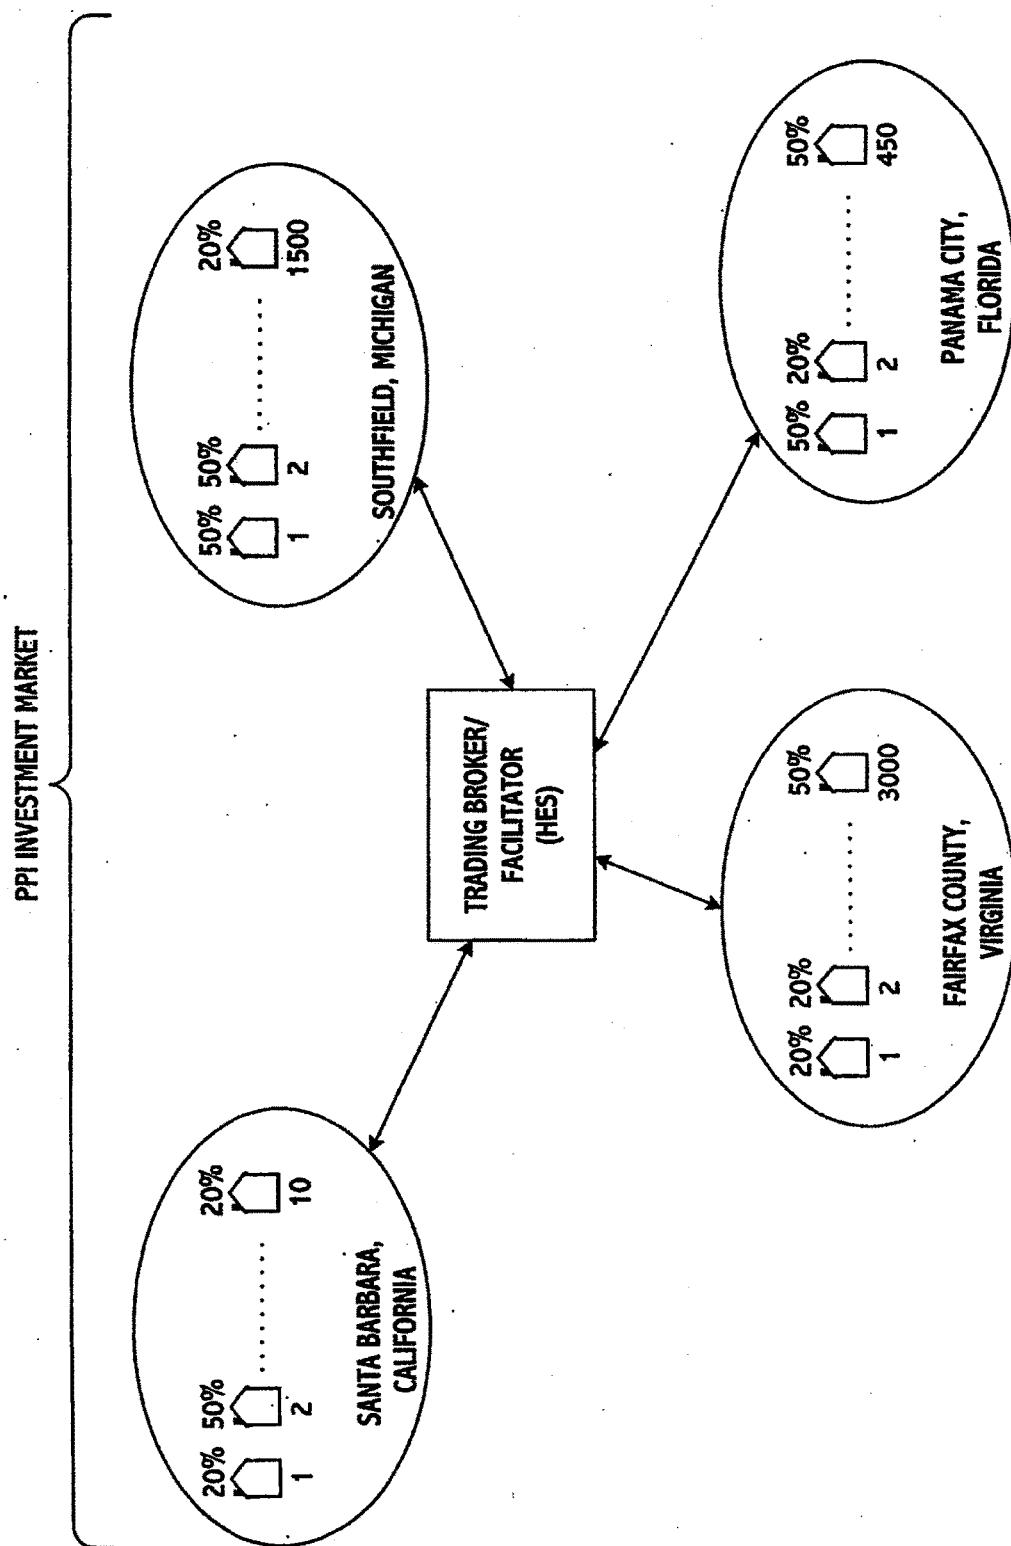 PPI INVESTMENT MARKET
20% 50% 20%
1 2 10
SANTA BARBARA,
CALIFORNIA
50% 50% 20%
1 2 1500
SOUTHFIELD, MICHIGAN
TRADING BROKER/
FACILITATOR
(HES)
20% 20% 50%
1 2 3000
FAIRFAX COUNTY,
VIRGINIA
50% 20% 50%
1 2 450
PANAMA CITY,
FLORIDA